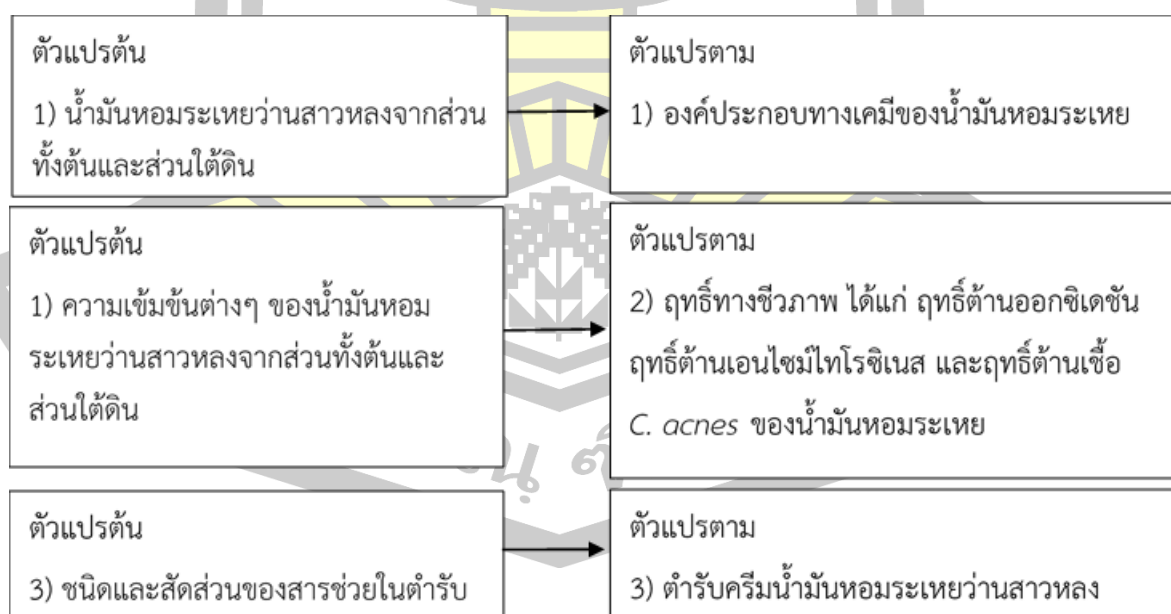 ตัวแปรต้น
1) น้ำมันหอมระเหยว่านสาวหลงจากส่วน
ทั้งต้นและส่วนใต้ดิน
ตัวแปรตาม
1) องค์ประกอบทางเคมีของน้ำมันหอมระเหย
ตัวแปรต้น
1) ความเข้มข้นต่างๆ ของน้ำมันหอม
ระเหยว่านสาวหลงจากส่วนทั้งต้นและ
ส่วนใต้ดิน
ตัวแปรตาม
2) ฤทธิ์ทางชีวภาพ ได้แก่ ฤทธิ์ต้านออกซิเดชัน
ฤทธิ์ต้านเอนไซม์ไทโรซิเนส และฤทธิ์ต้านเชื้อ
C. acnes ของน้ำมันหอมระเหย
ตัวแปรต้น
3) ชนิดและสัดส่วนของสารช่วยในตำรับ
ตัวแปรตาม
3) ตำรับครีมน้ำมันหอมระเหยว่านสาวหลง